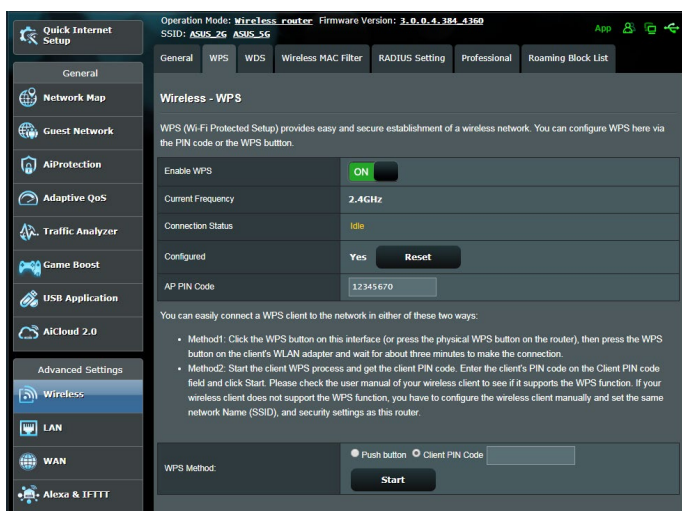 Quick Internet
Setup
General
Network Map
Guest Network
AiProtection
Adaptive QoS
Traffic Analyzer
Game Boost
USB Application
AiCloud 2.0
Advanced Settings
Wireless
LAN
WAN
Alexa & IFTTT
Operation Mode: Wireless router Firmware Version: 3.0.0.4.384_4360
SSID: ASUS_2G ASUS_5G
App
General WPS WDS Wireless MAC Filter RADIUS Setting Professional Roaming Block List
Wireless - WPS
WPS (Wi-Fi Protected Setup) provides easy and secure establishment of a wireless network. You can configure WPS here via
the PIN code or the WPS buttton.
Enable WPS ON
Current Frequency 2.4GHz
Connection Status Idle
Configured Yes Reset
AP PIN Code 12345670
You can easily connect a WPS client to the network in either of these two ways:
• Method1: Click the WPS button on this interface (or press the physical WPS button on the router), then press the WPS
button on the client's WLAN adapter and wait for about three minutes to make the connection.
• Method2: Start the client WPS process and get the client PIN code. Enter the client's PIN code on the Client PIN code
field and click Start. Please check the user manual of your wireless client to see if it supports the WPS function. If your
wireless client does not support the WPS function, you have to configure the wireless client manually and set the same
network Name (SSID), and security settings as this router.
WPS Method: Push button Client PIN Code
Start